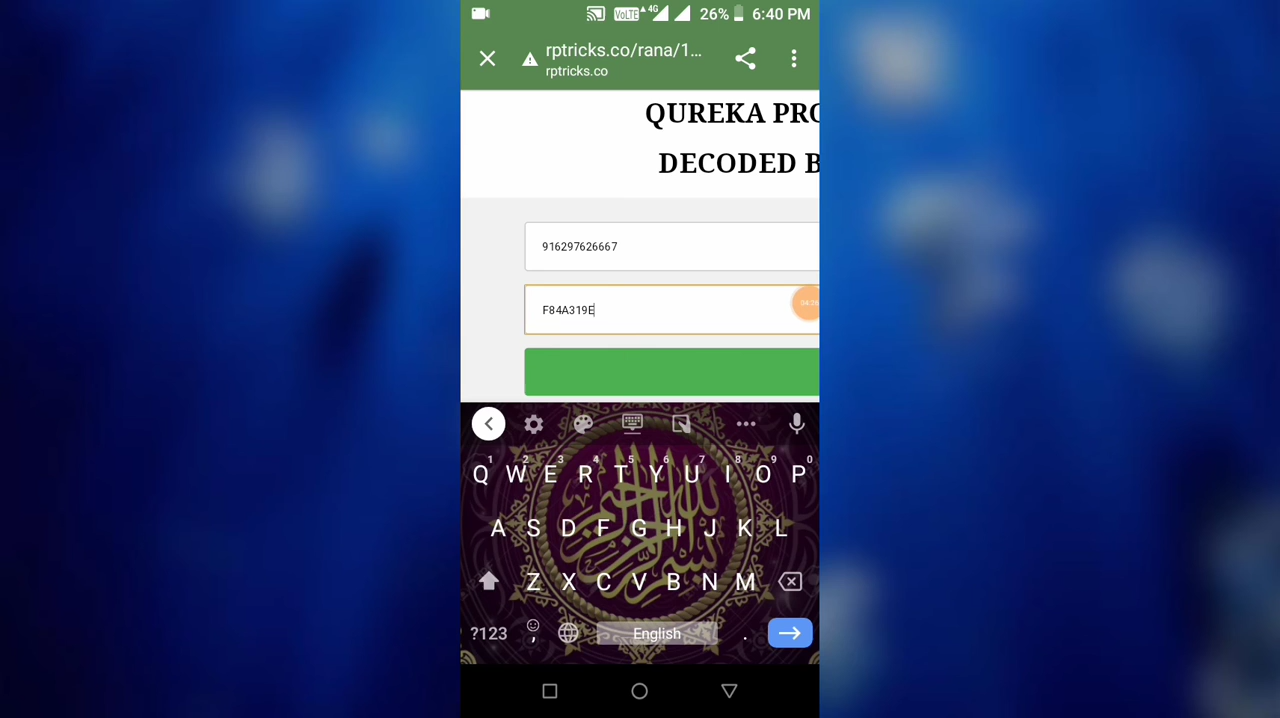 VoLTE 4G 26% 6:40 PM
rptricks.co/rana/1...
rptricks.co
QUREKA PRO
DECODED B
916297626667
F84A319E
1 2 3 4 5 6 7 8 9 0
Q W E R T Y U I O P
A S D F G H J K L
Z X C V B N M
?123 , English .